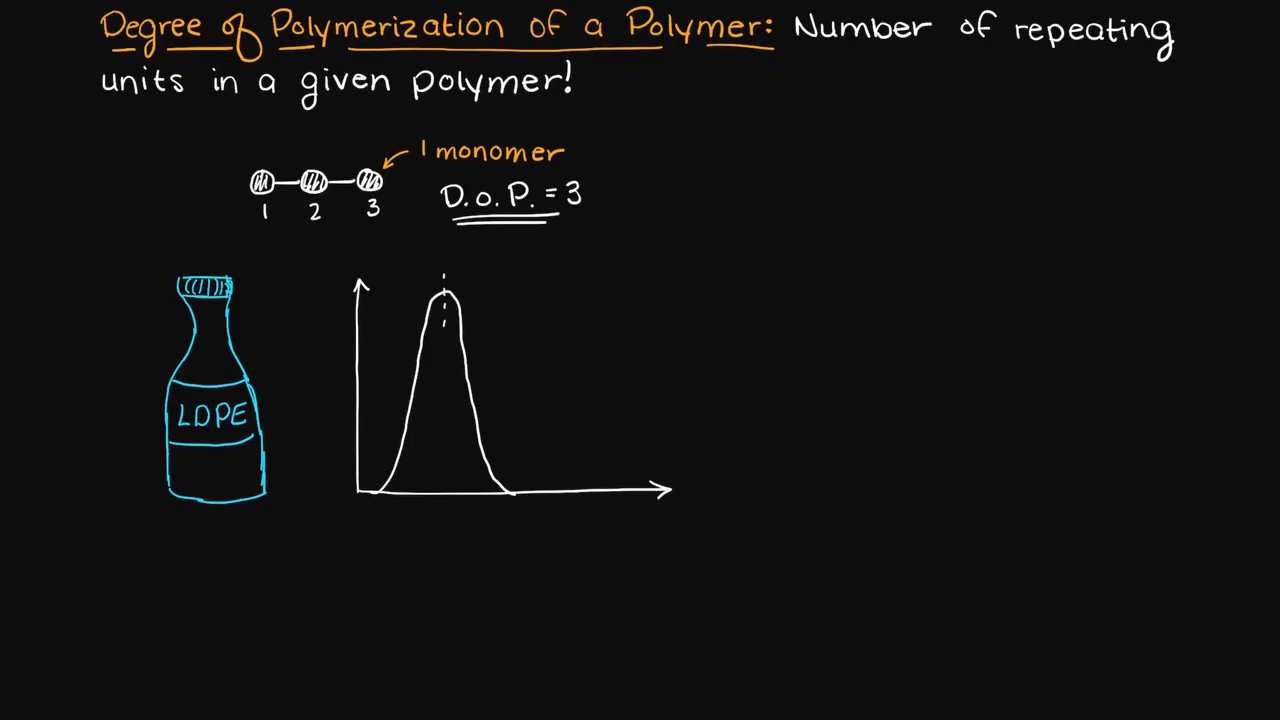 Degree of Polymerization of a Polymer: Number of repeating
units in a given polymer!
1 monomer
D.o.P. = 3
1 2 3
LDPE